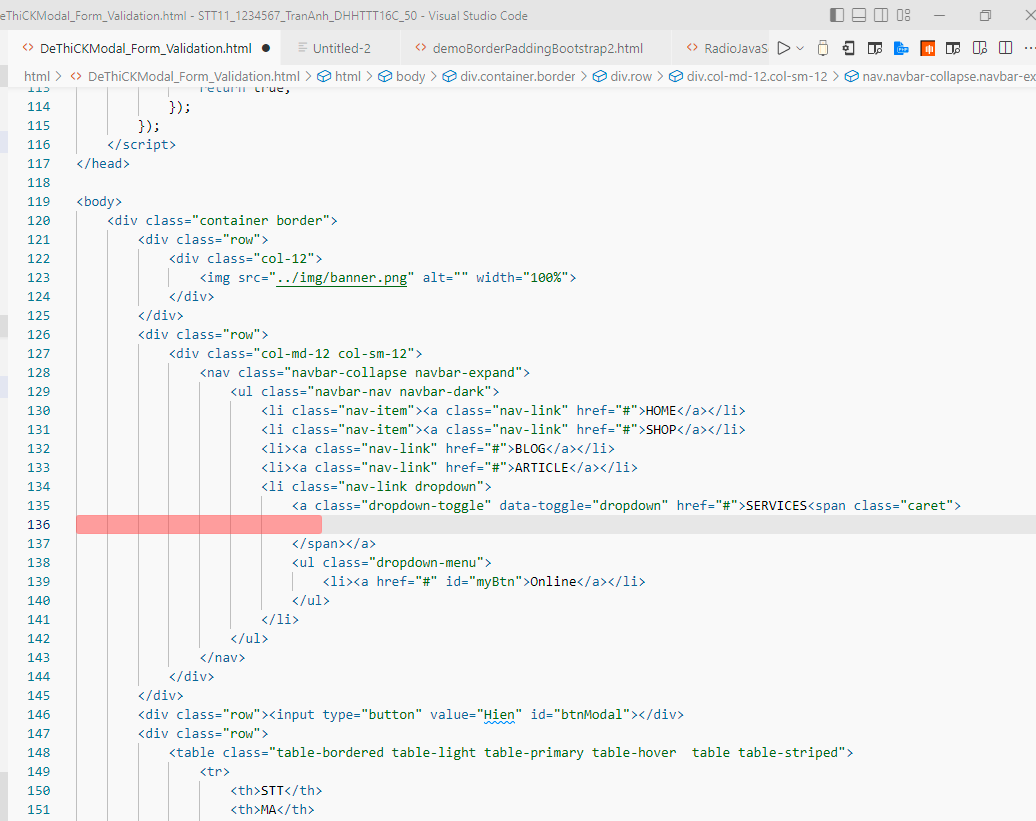 eThiCKModal_Form_Validation.html - STT11_1234567_TranAnh_DHHTTT16C_50 - Visual Studio Code
DeThiCKModal_Form_Validation.html ● Untitled-2 demoBorderPaddingBootstrap2.html RadioJavaS
html > DeThiCKModal_Form_Validation.html > html > body > div.container.border > div.row > div.col-md-12.col-sm-12 > nav.navbar-collapse.navbar-ex
113 return true;
114 });
115 });
116 </script>
117 </head>
118
119 <body>
120 <div class="container border">
121 <div class="row">
122 <div class="col-12">
123 <img src="../img/banner.png" alt="" width="100%">
124 </div>
125 </div>
126 <div class="row">
127 <div class="col-md-12 col-sm-12">
128 <nav class="navbar-collapse navbar-expand">
129 <ul class="navbar-nav navbar-dark">
130 <li class="nav-item"><a class="nav-link" href="#">HOME</a></li>
131 <li class="nav-item"><a class="nav-link" href="#">SHOP</a></li>
132 <li><a class="nav-link" href="#">BLOG</a></li>
133 <li><a class="nav-link" href="#">ARTICLE</a></li>
134 <li class="nav-link dropdown">
135 <a class="dropdown-toggle" data-toggle="dropdown" href="#">SERVICES<span class="caret">
136
137 </span></a>
138 <ul class="dropdown-menu">
139 <li><a href="#" id="myBtn">Online</a></li>
140 </ul>
141 </li>
142 </ul>
143 </nav>
144 </div>
145 </div>
146 <div class="row"><input type="button" value="Hien" id="btnModal"></div>
147 <div class="row">
148 <table class="table-bordered table-light table-primary table-hover  table table-striped">
149 <tr>
150 <th>STT</th>
151 <th>MA</th>